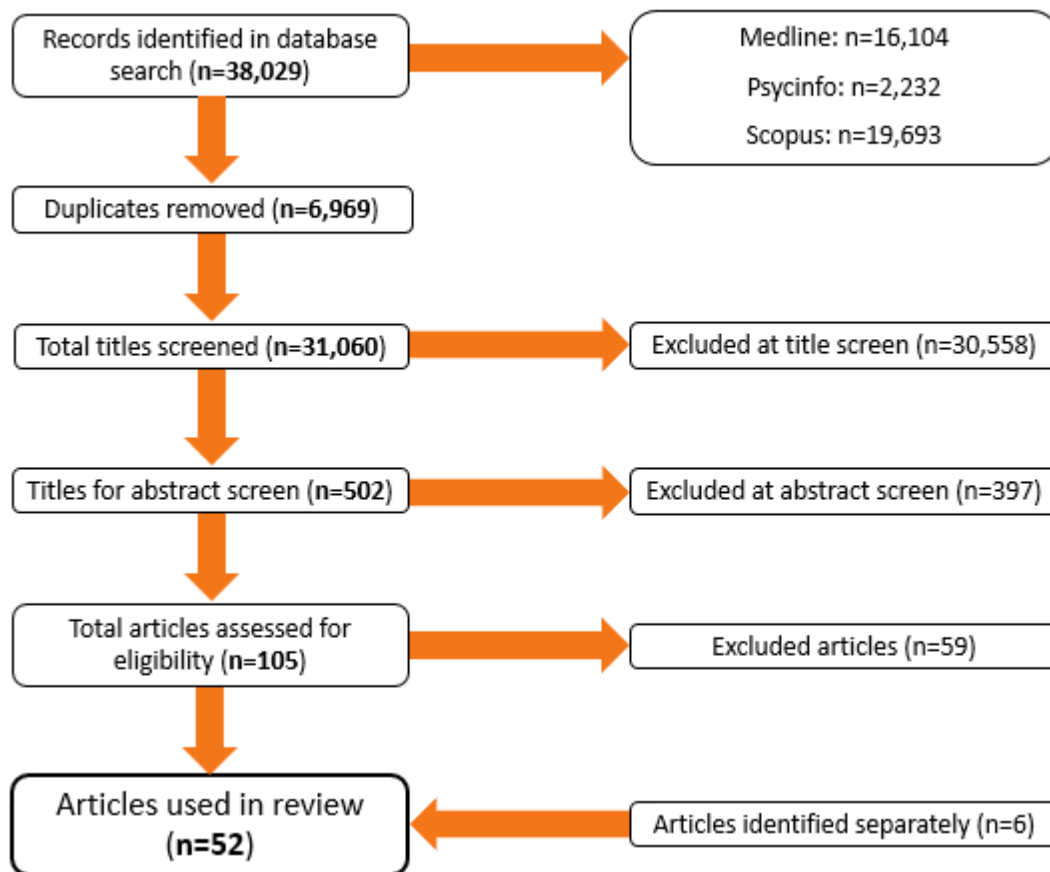 Records identified in database
search (n=38,029)
Medline: n=16,104
Psycinfo: n=2,232
Scopus: n=19,693
Duplicates removed (n=6,969)
Total titles screened (n=31,060)
Excluded at title screen (n=30,558)
Titles for abstract screen (n=502)
Excluded at abstract screen (n=397)
Total articles assessed for
eligibility (n=105)
Excluded articles (n=59)
Articles used in review
(n=52)
Articles identified separately (n=6)